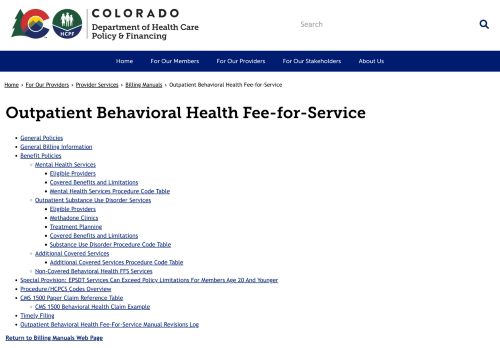 COLORADO
Department of Health Care
Policy & Financing
HCPF
Search
Home
For Our Members
For Our Providers
For Our Stakeholders
About Us
Home › For Our Providers › Provider Services › Billing Manuals › Outpatient Behavioral Health Fee-for-Service
Outpatient Behavioral Health Fee-for-Service
General Policies
General Billing Information
Benefit Policies
Mental Health Services
Eligible Providers
Covered Benefits and Limitations
Mental Health Services Procedure Code Table
Outpatient Substance Use Disorder Services
Eligible Providers
Methadone Clinics
Treatment Planning
Covered Benefits and Limitations
Substance Use Disorder Procedure Code Table
Additional Covered Services
Additional Covered Services Procedure Code Table
Non-Covered Behavioral Health FFS Services
Special Provision: EPSDT Services Can Exceed Policy Limitations For Members Age 20 And Younger
Procedure/HCPCS Codes Overview
CMS 1500 Paper Claim Reference Table
CMS 1500 Behavioral Health Claim Example
Timely Filing
Outpatient Behavioral Health Fee-For-Service Manual Revisions Log
Return to Billing Manuals Web Page